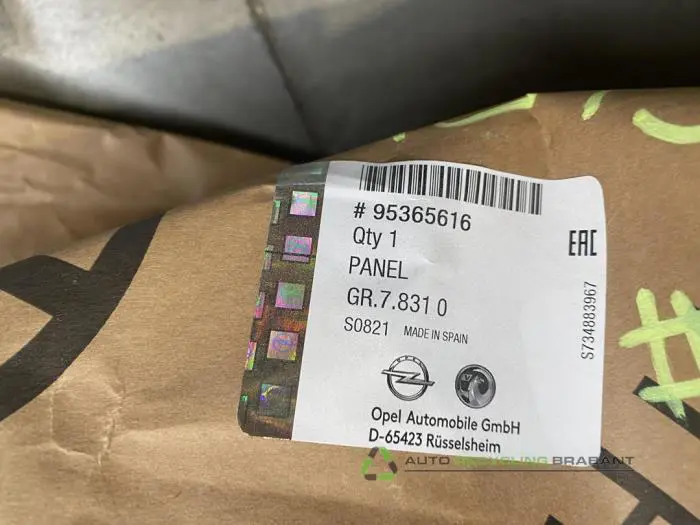 # 95365616
Qty 1
PANEL
GR.7.831 0
S0821 MADE IN SPAIN
EAC
S734883967
Opel Automobile GmbH
D-65423 Rüsselsheim
AUTO RECYCLING BRABANT
#